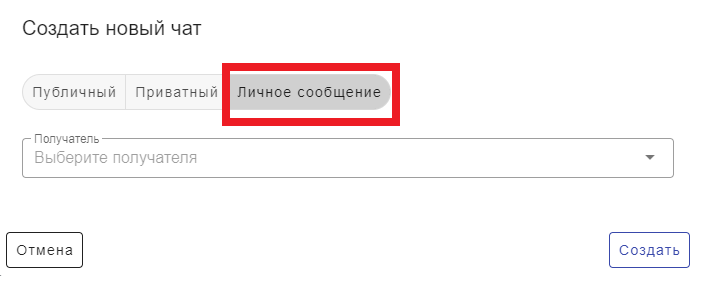 Создать новый чат
Публичный Приватный Личное сообщение
Получатель
Выберите получателя
Отмена Создать